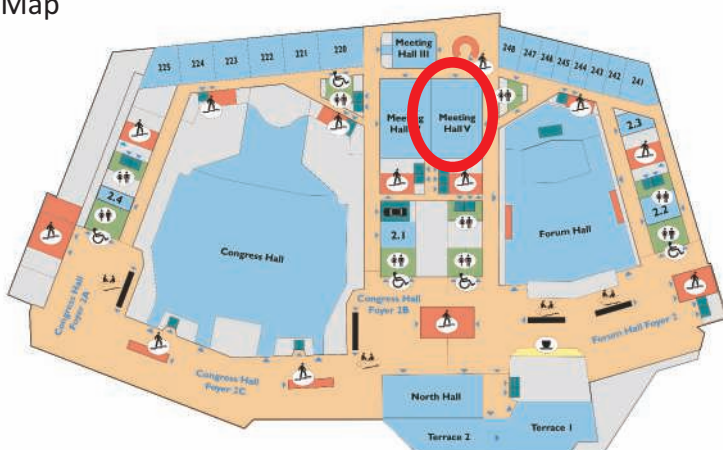 Map
225
224
223
222
221
220
Meeting
Hall III
248
247
246
245
244
243
242
241
Meeting
Meeting
Hall V
2.3
2.4
2.1
2.2
Congress Hall
Forum Hall
Congress Hall
Foyer 2A
Congress Hall
Foyer 2B
Forum Hall Foyer 2
Congress Hall
Foyer 2C
North Hall
Terrace 2
Terrace 1